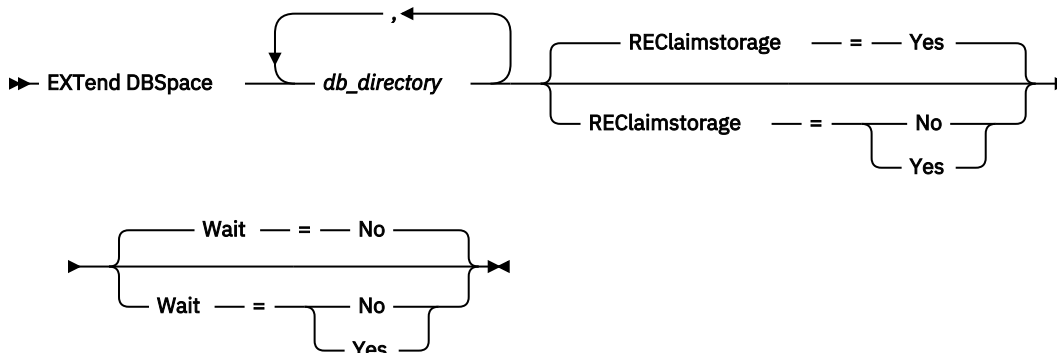 ,
REClaimstorage = Yes
EXTend DBSpace db_directory
REClaimstorage = No
Yes
Wait = No
Wait = No
Yes